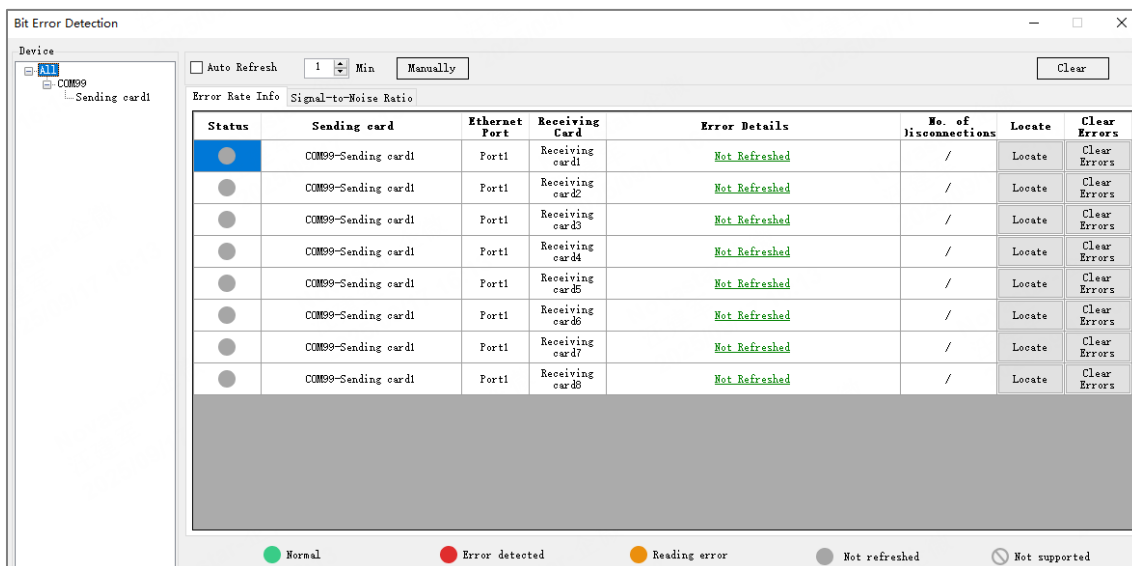 Bit Error Detection
Device
All
COM99
Sending card1
Auto Refresh 1 Min Manually Clear
Error Rate Info Signal-to-Noise Ratio
Status Sending card Ethernet Port Receiving Card Error Details No. of Disconnections Locate Clear Errors
COM99-Sending card1 Port1 Receiving card1 Not Refreshed / Locate Clear Errors
COM99-Sending card1 Port1 Receiving card2 Not Refreshed / Locate Clear Errors
COM99-Sending card1 Port1 Receiving card3 Not Refreshed / Locate Clear Errors
COM99-Sending card1 Port1 Receiving card4 Not Refreshed / Locate Clear Errors
COM99-Sending card1 Port1 Receiving card5 Not Refreshed / Locate Clear Errors
COM99-Sending card1 Port1 Receiving card6 Not Refreshed / Locate Clear Errors
COM99-Sending card1 Port1 Receiving card7 Not Refreshed / Locate Clear Errors
COM99-Sending card1 Port1 Receiving card8 Not Refreshed / Locate Clear Errors
Normal Error detected Reading error Not refreshed Not supported